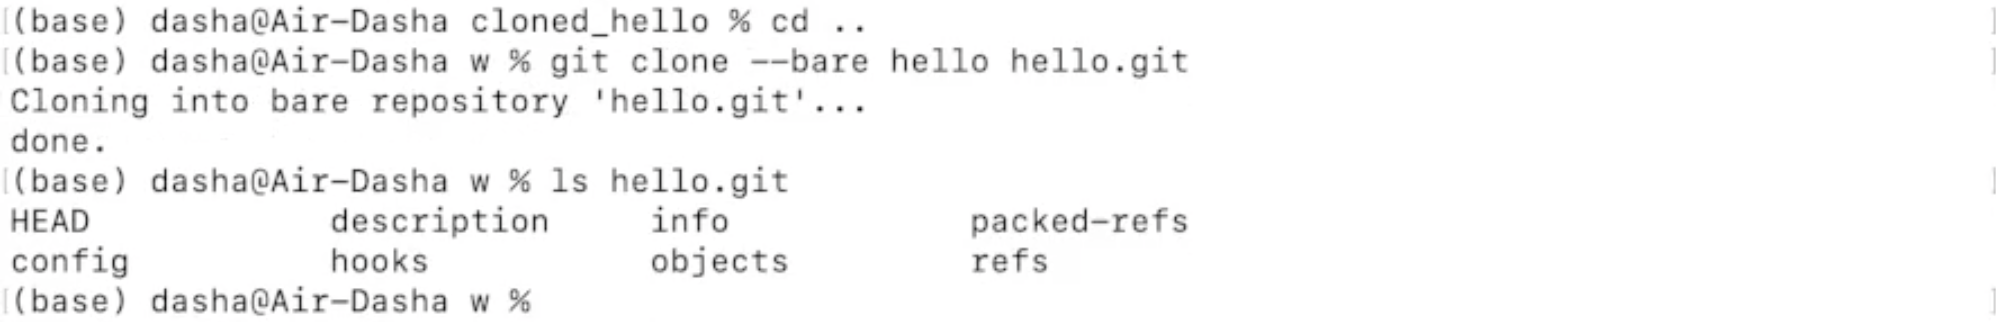 (base) dasha@Air-Dasha cloned_hello % cd ..
(base) dasha@Air-Dasha w % git clone --bare hello hello.git
Cloning into bare repository 'hello.git'...
done.
(base) dasha@Air-Dasha w % ls hello.git
HEAD description info packed-refs
config hooks objects refs
(base) dasha@Air-Dasha w %